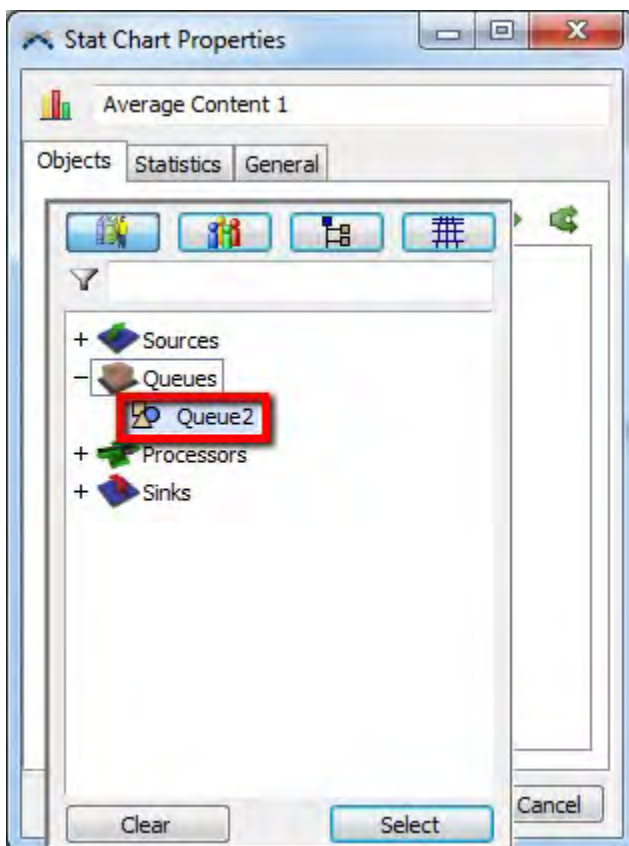 Stat Chart Properties
Average Content 1
Objects Statistics General
+ Sources
- Queues
Queue2
+ Processors
+ Sinks
Clear Select Cancel